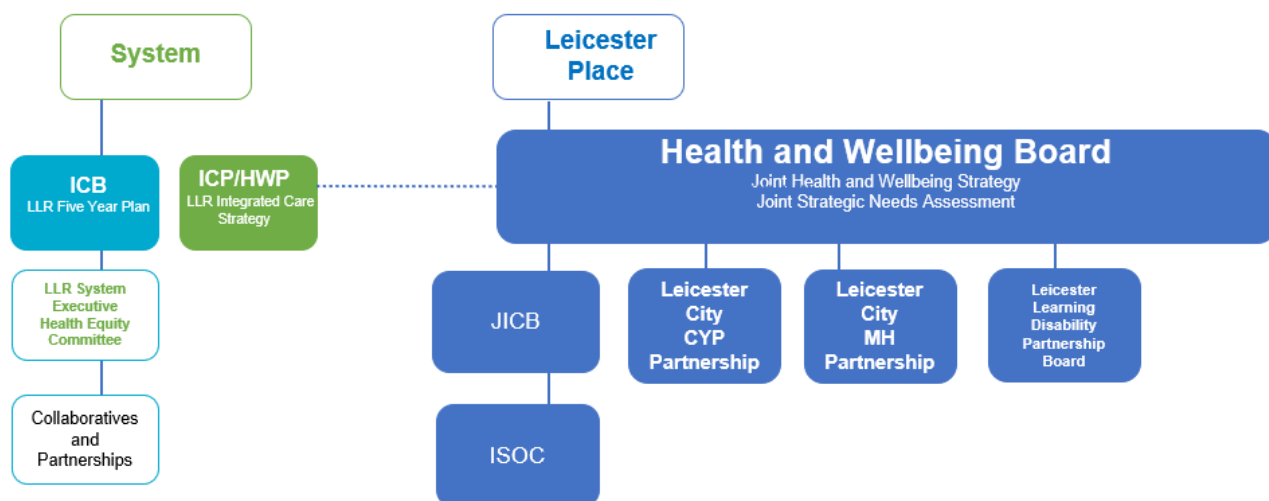 System
Leicester
Place
ICB
LLR Five Year Plan
ICP/HWP
LLR Integrated Care
Strategy
Health and Wellbeing Board
Joint Health and Wellbeing Strategy
Joint Strategic Needs Assessment
LLR System
Executive
Health Equity
Committee
Collaboratives
and
Partnerships
JICB
ISOC
Leicester
City
CYP
Partnership
Leicester
City
MH
Partnership
Leicester
Learning
Disability
Partnership
Board